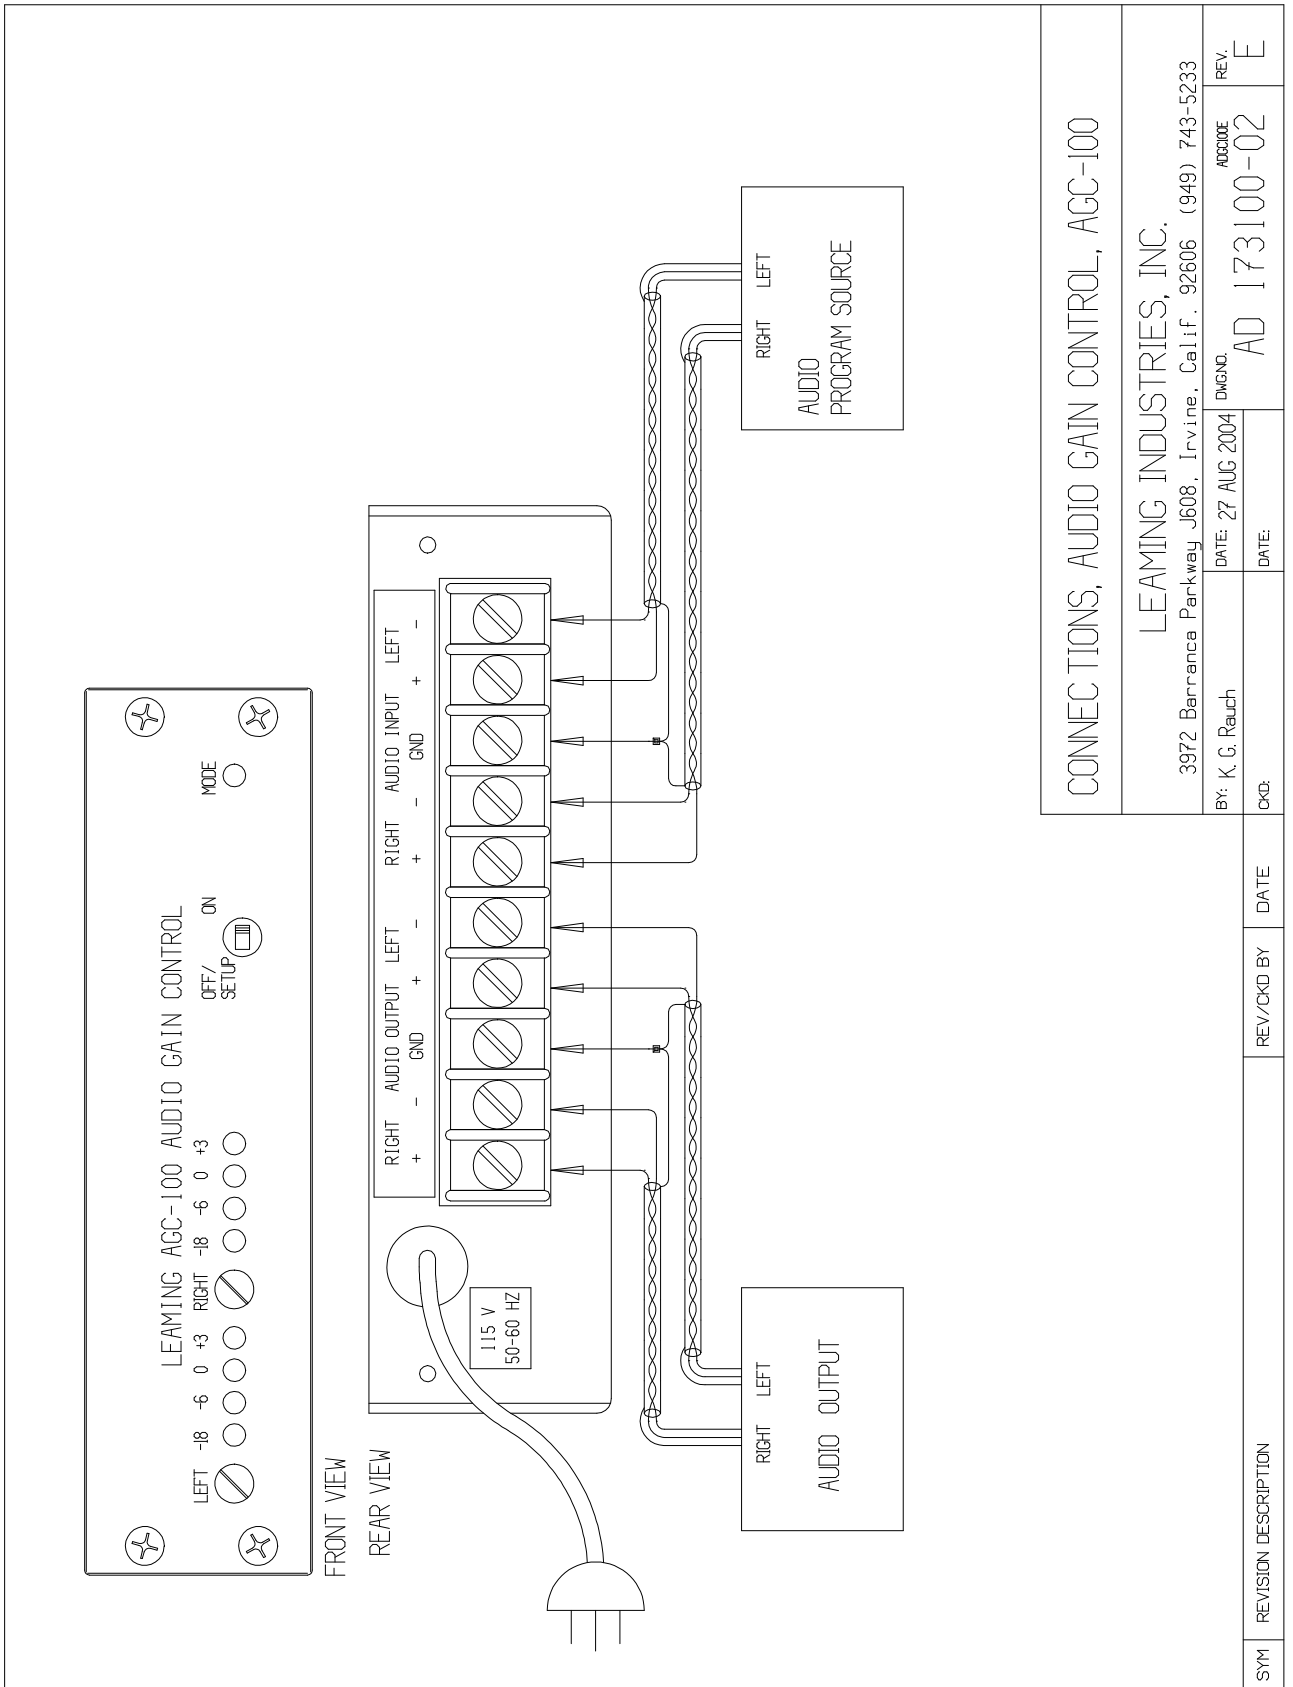 LEAMING AGC-100 AUDIO GAIN CONTROL
LEFT -18 -6 0 +3 RIGHT -18 -6 0 +3
OFF/
SETUP
ON
MODE
FRONT VIEW
REAR VIEW
RIGHT AUDIO OUTPUT LEFT RIGHT AUDIO INPUT LEFT
+ - GND + - + - GND + -
115 V
50-60 HZ
RIGHT LEFT
AUDIO OUTPUT
RIGHT LEFT
AUDIO
PROGRAM SOURCE
CONNECTIONS, AUDIO GAIN CONTROL, AGC-100
LEAMING INDUSTRIES, INC.
3972 Barranca Parkway J608, Irvine, Calif. 92606 (949) 743-5233
BY: K. G. Rauch
DATE: 27 AUG 2004
DWG.NO.
ADGC100E
AD 173100-02
REV.
E
SYM REVISION DESCRIPTION REV/CKD BY DATE CKD: DATE: